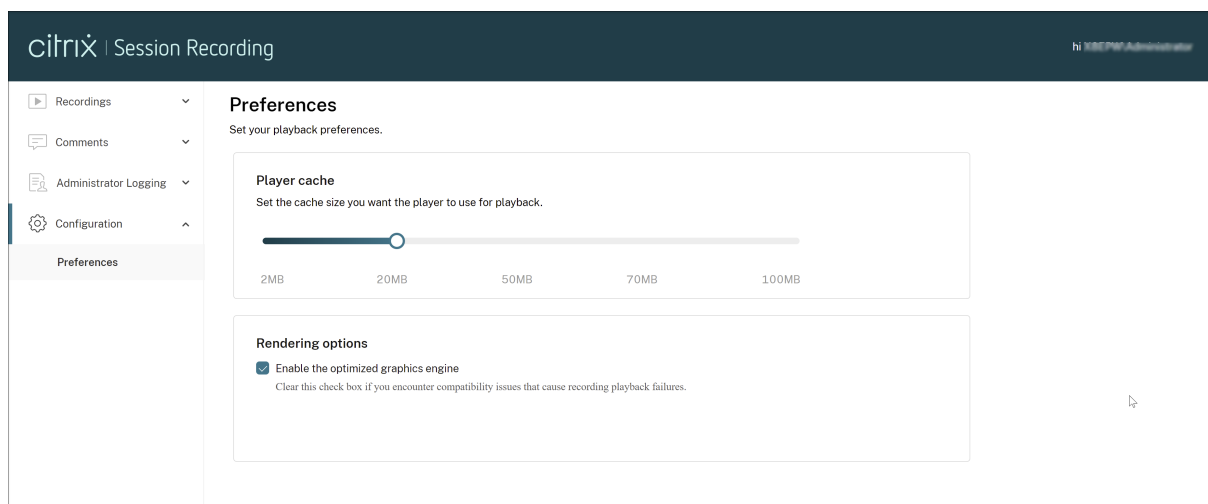 citrix | Session Recording
hi
Recordings
Comments
Administrator Logging
Configuration
Preferences
Preferences
Set your playback preferences.
Player cache
Set the cache size you want the player to use for playback.
2MB 20MB 50MB 70MB 100MB
Rendering options
Enable the optimized graphics engine
Clear this check box if you encounter compatibility issues that cause recording playback failures.